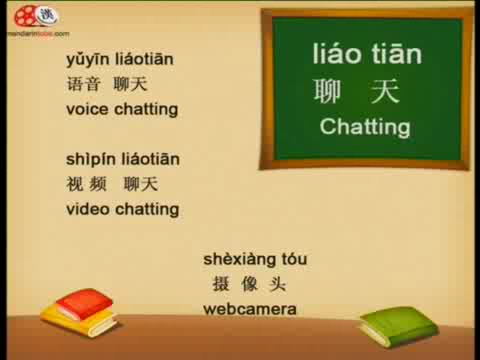 漢
mandarintube.com
yǔyīn liáotiān
语音 聊天
voice chatting
liáo tiān
聊 天
Chatting
shìpín liáotiān
视 频 聊天
video chatting
shèxiàng tóu
摄 像 头
webcamera